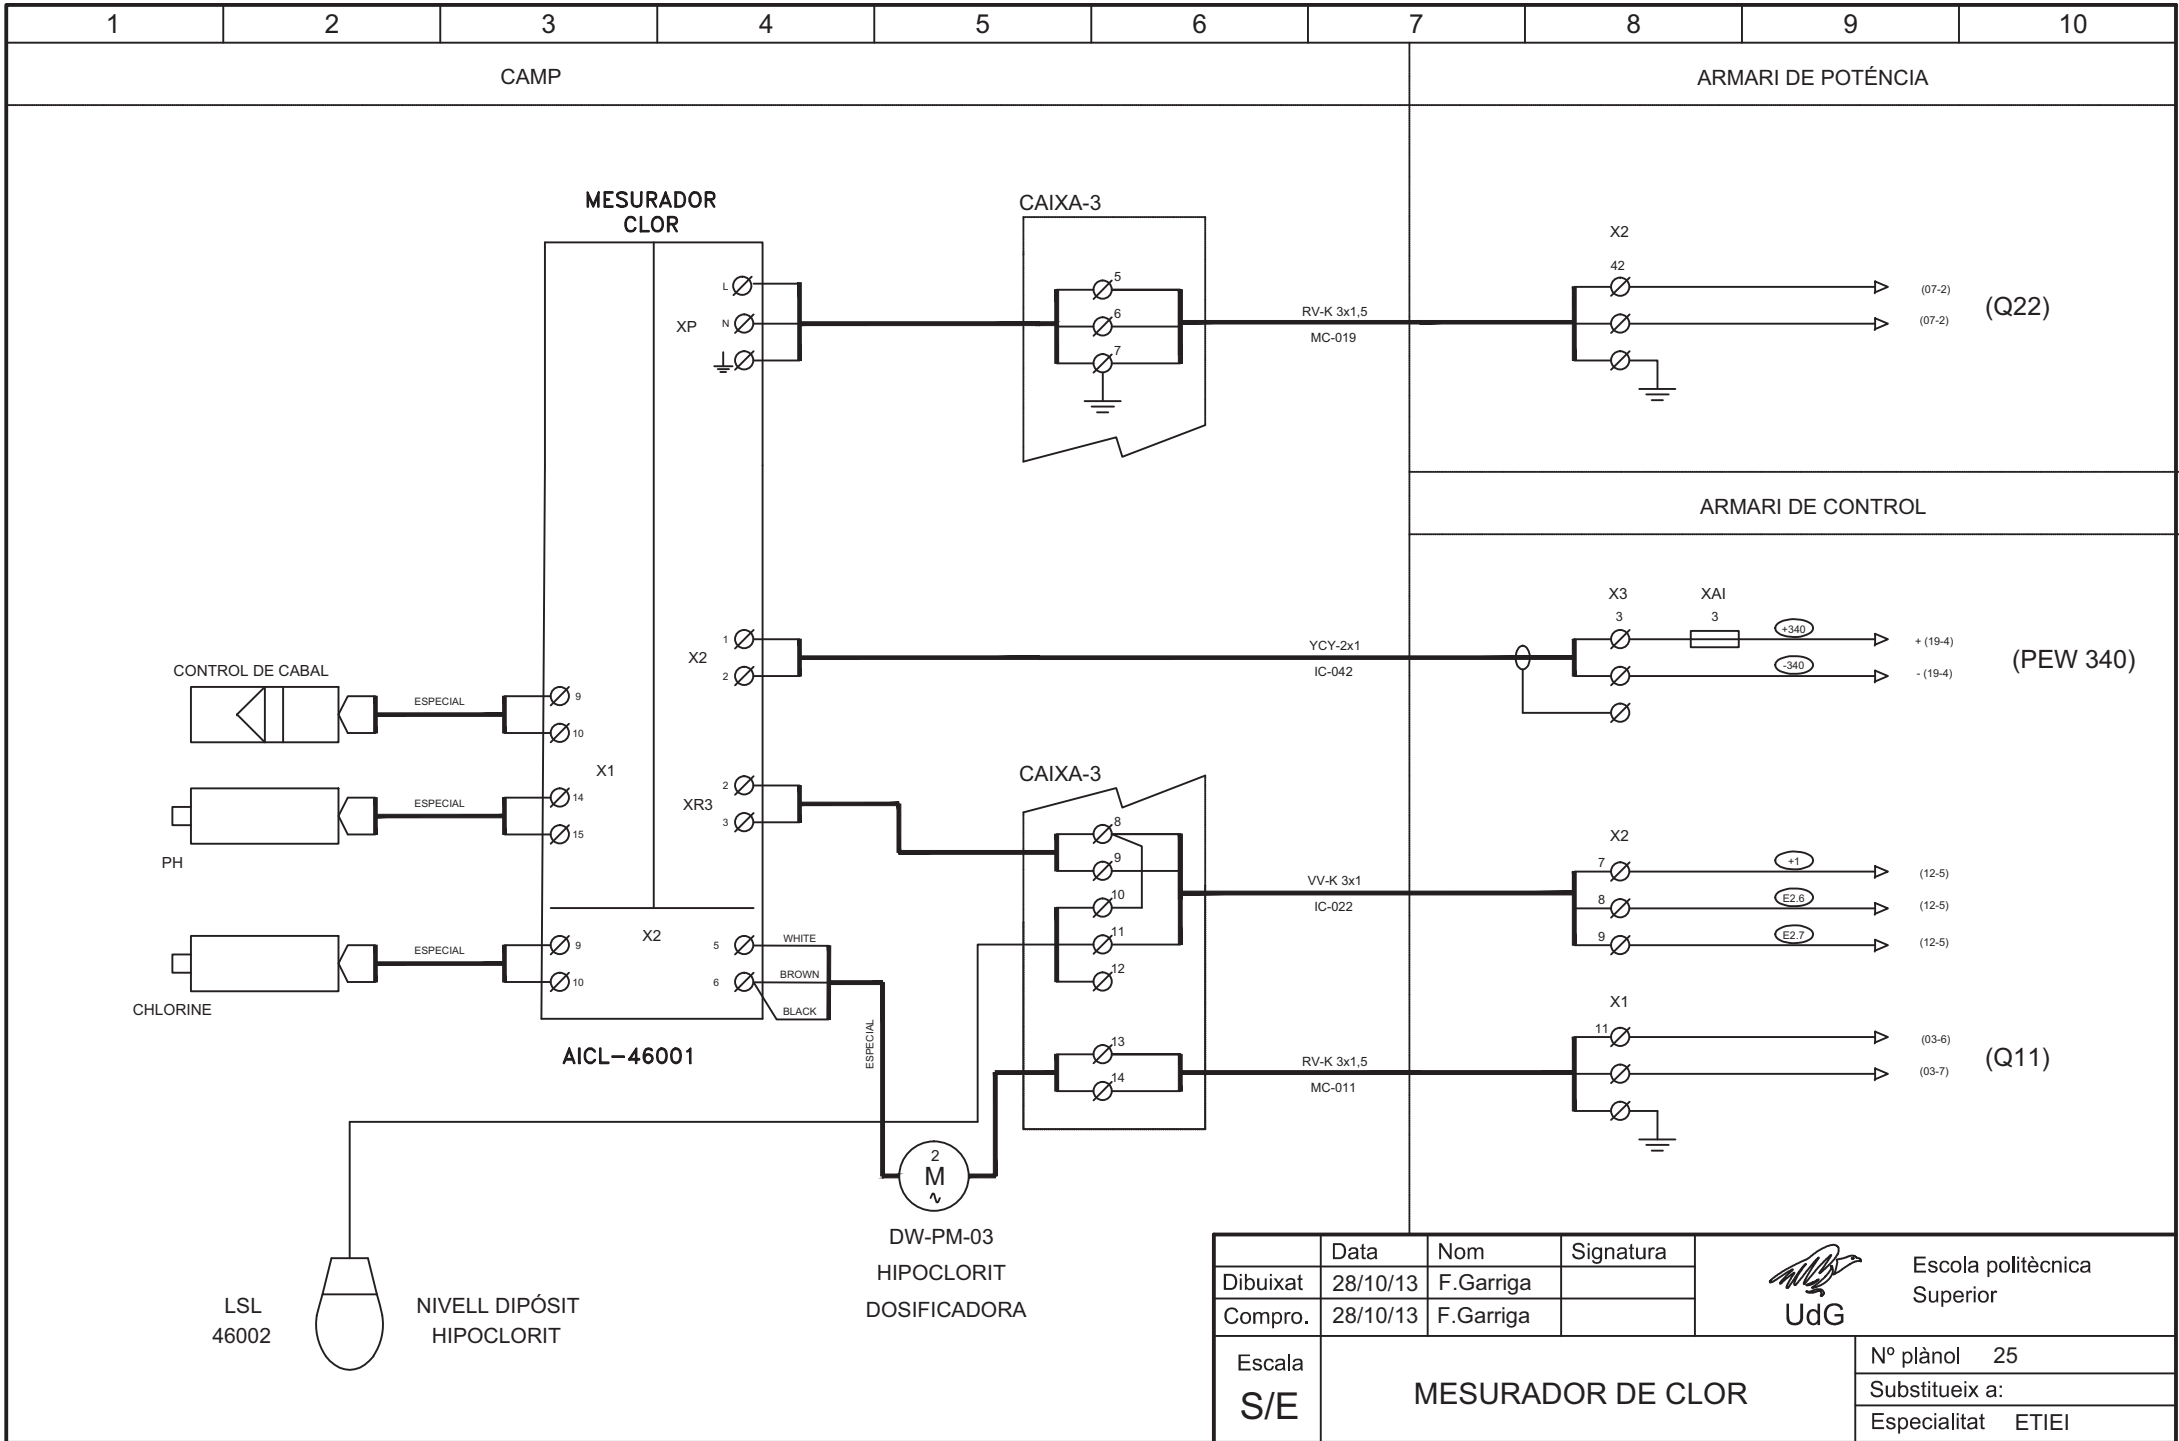 1 2 3 4 5 6 7 8 9 10
CAMP
ARMARI DE POTÉNCIA
MESURADOR
CLOR
L
N
XP
CAIXA-3
5
6
7
RV-K 3x1,5
MC-019
X2
42
(07-2)
(07-2)
(Q22)
ARMARI DE CONTROL
X2
1
2
YCY-2x1
IC-042
X3
3
XAI
3
+340
-340
+ (19-4)
- (19-4)
(PEW 340)
CONTROL DE CABAL
ESPECIAL
9
10
X1
PH
ESPECIAL
14
15
XR3
2
3
CAIXA-3
8
9
10
11
12
13
14
VV-K 3x1
IC-022
X2
7
8
9
+1
E2.6
E2.7
(12-5)
(12-5)
(12-5)
CHLORINE
ESPECIAL
9
10
X2
5
6
WHITE
BROWN
BLACK
ESPECIAL
AICL-46001
RV-K 3x1,5
MC-011
X1
11
(03-6)
(03-7)
(Q11)
2
M
∿
DW-PM-03
HIPOCLORIT
DOSIFICADORA
LSL
46002
NIVELL DIPÓSIT
HIPOCLORIT
Data Nom Signatura
Dibuixat 28/10/13 F.Garriga
Compro. 28/10/13 F.Garriga
UdG
Escola politècnica
Superior
Escala
S/E
MESURADOR DE CLOR
Nº plànol 25
Substitueix a:
Especialitat ETIEI